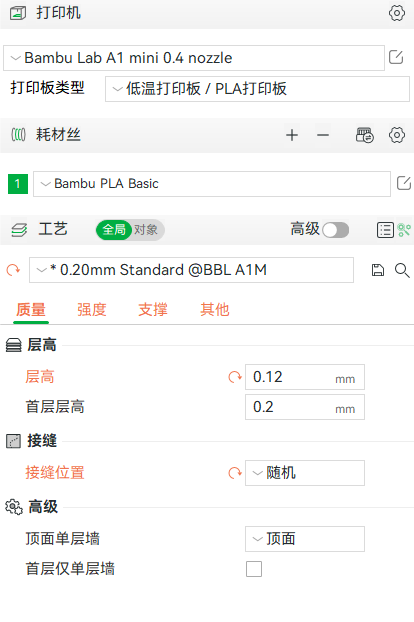 打印机
Bambu Lab A1 mini 0.4 nozzle
打印板类型 低温打印板 / PLA打印板
耗材丝
1 Bambu PLA Basic
工艺 全局 对象 高级
* 0.20mm Standard @BBL A1M
质量 强度 支撑 其他
层高
层高 0.12 mm
首层层高 0.2 mm
接缝
接缝位置 随机
高级
顶面单层墙 顶面
首层仅单层墙